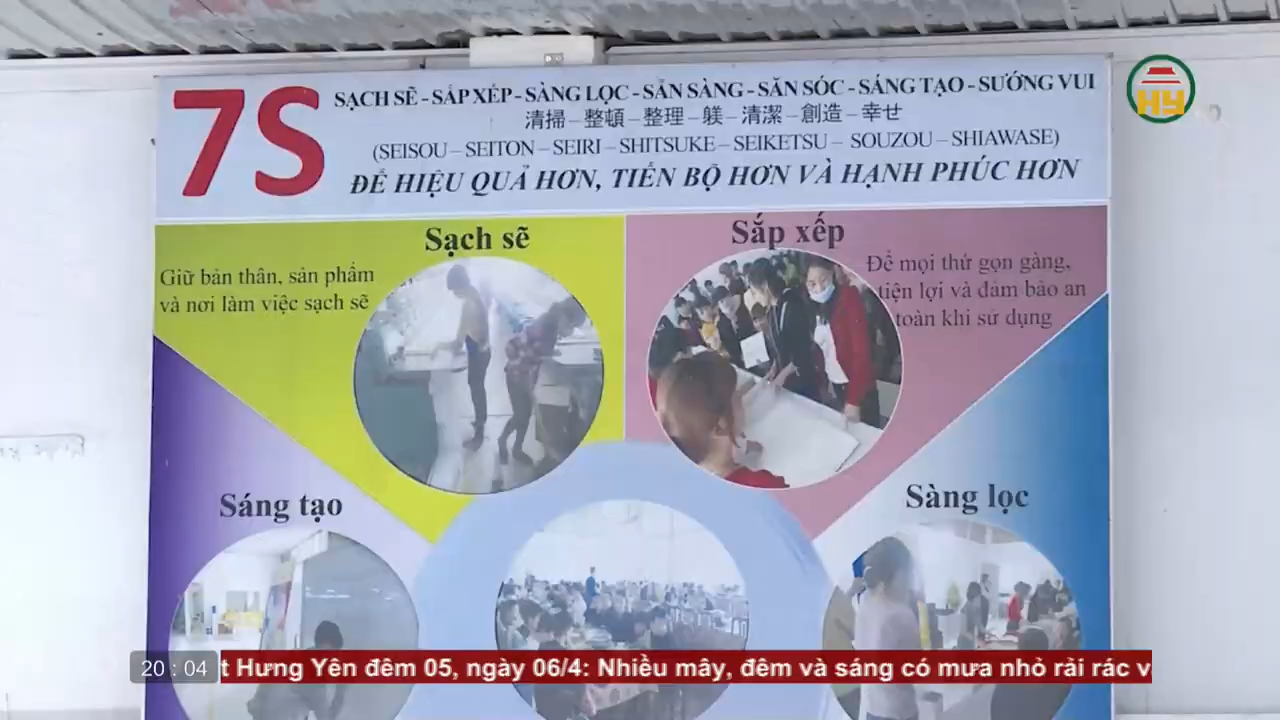 7S
SẠCH SẼ - SẮP XẾP - SÀNG LỌC - SẴN SÀNG - SĂN SÓC - SÁNG TẠO - SƯỚNG VUI
清掃 – 整頓 – 整理 – 躾 – 清潔 – 創造 – 幸せ
(SEISOU – SEITON – SEIRI – SHITSUKE – SEIKETSU – SOUZOU – SHIAWASE)
ĐỂ HIỆU QUẢ HƠN, TIẾN BỘ HƠN VÀ HẠNH PHÚC HƠN
HY
Sạch sẽ
Giữ bản thân, sản phẩm
và nơi làm việc sạch sẽ
Sắp xếp
Để mọi thứ gọn gàng,
tiện lợi và đảm bảo an
toàn khi sử dụng
Sáng tạo
Sàng lọc
20 : 04
t Hưng Yên đêm 05, ngày 06/4: Nhiều mây, đêm và sáng có mưa nhỏ rải rác v